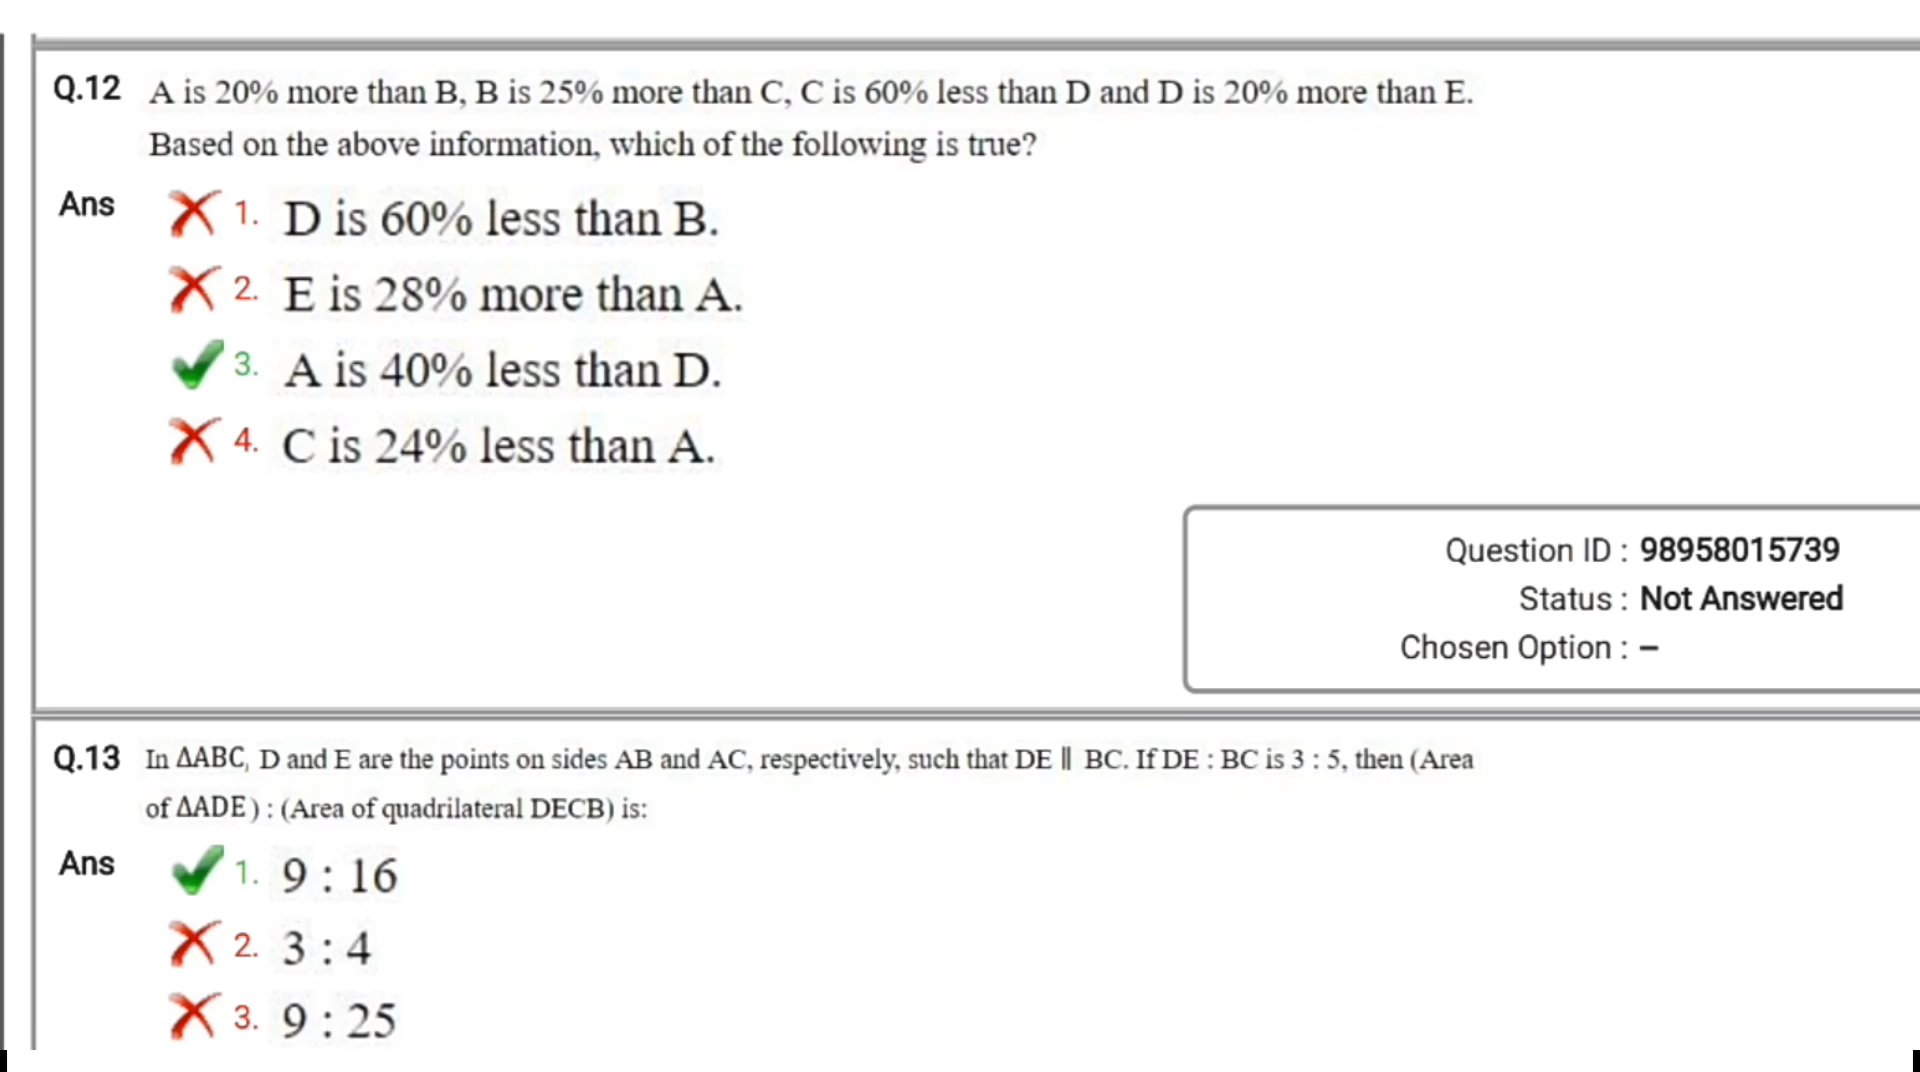 Q.12 A is 20% more than B, B is 25% more than C, C is 60% less than D and D is 20% more than E.
Based on the above information, which of the following is true?
Ans 1. D is 60% less than B.
2. E is 28% more than A.
3. A is 40% less than D.
4. C is 24% less than A.
Question ID : 98958015739
Status : Not Answered
Chosen Option : –
Q.13 In ΔABC, D and E are the points on sides AB and AC, respectively, such that DE ∥ BC. If DE : BC is 3 : 5, then (Area
of ΔADE) : (Area of quadrilateral DECB) is:
Ans 1. 9 : 16
2. 3 : 4
3. 9 : 25